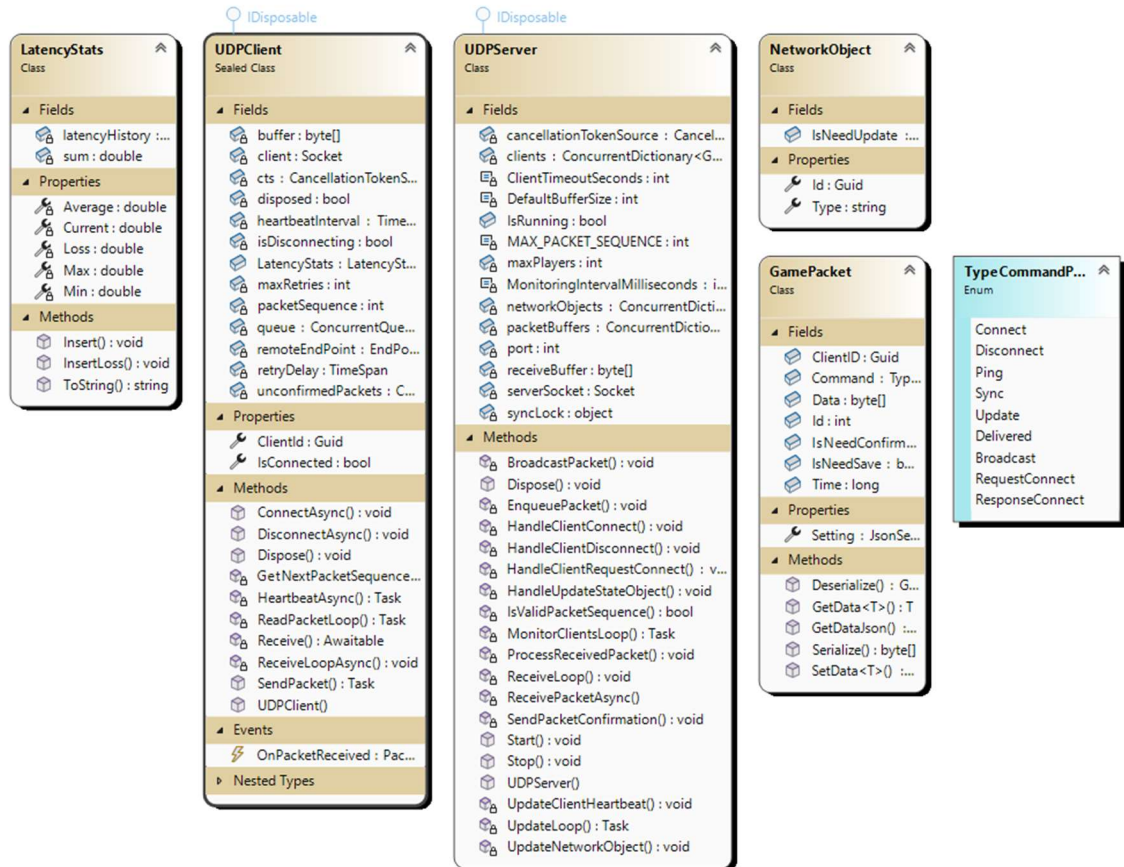 IDisposable
IDisposable
LatencyStats
Class
Fields
latencyHistory :...
sum : double
Properties
Average : double
Current : double
Loss : double
Max : double
Min : double
Methods
Insert() : void
InsertLoss() : void
ToString() : string
UDPClient
Sealed Class
Fields
buffer : byte[]
client : Socket
cts : CancellationTokenS...
disposed : bool
heartbeatInterval : Time...
isDisconnecting : bool
LatencyStats : LatencySt...
maxRetries : int
packetSequence : int
queue : ConcurrentQue...
remoteEndPoint : EndPo...
retryDelay : TimeSpan
unconfirmedPackets : C...
Properties
ClientId : Guid
IsConnected : bool
Methods
ConnectAsync() : void
DisconnectAsync() : void
Dispose() : void
GetNextPacketSequence...
HeartbeatAsync() : Task
ReadPacketLoop() : Task
Receive() : Awaitable
ReceiveLoopAsync() : void
SendPacket() : Task
UDPClient()
Events
OnPacketReceived : Pac...
Nested Types
UDPServer
Class
Fields
cancellationTokenSource : Cancel...
clients : ConcurrentDictionary<G...
ClientTimeoutSeconds : int
DefaultBufferSize : int
IsRunning : bool
MAX_PACKET_SEQUENCE : int
maxPlayers : int
MonitoringIntervalMilliseconds : i...
networkObjects : ConcurrentDicti...
packetBuffers : ConcurrentDictio...
port : int
receiveBuffer : byte[]
serverSocket : Socket
syncLock : object
Methods
BroadcastPacket() : void
Dispose() : void
EnqueuePacket() : void
HandleClientConnect() : void
HandleClientDisconnect() : void
HandleClientRequestConnect() : v...
HandleUpdateStateObject() : void
IsValidPacketSequence() : bool
MonitorClientsLoop() : Task
ProcessReceivedPacket() : void
ReceiveLoop() : void
ReceivePacketAsync()
SendPacketConfirmation() : void
Start() : void
Stop() : void
UDPServer()
UpdateClientHeartbeat() : void
UpdateLoop() : Task
UpdateNetworkObject() : void
NetworkObject
Class
Fields
IsNeedUpdate :...
Properties
Id : Guid
Type : string
GamePacket
Class
Fields
ClientID : Guid
Command : Typ...
Data : byte[]
Id : int
IsNeedConfirm...
IsNeedSave : b...
Time : long
Properties
Setting : JsonSe...
Methods
Deserialize() : G...
GetData<T>() : T
GetDataJson() :...
Serialize() : byte[]
SetData<T>() :...
TypeCommandP...
Enum
Connect
Disconnect
Ping
Sync
Update
Delivered
Broadcast
RequestConnect
ResponseConnect